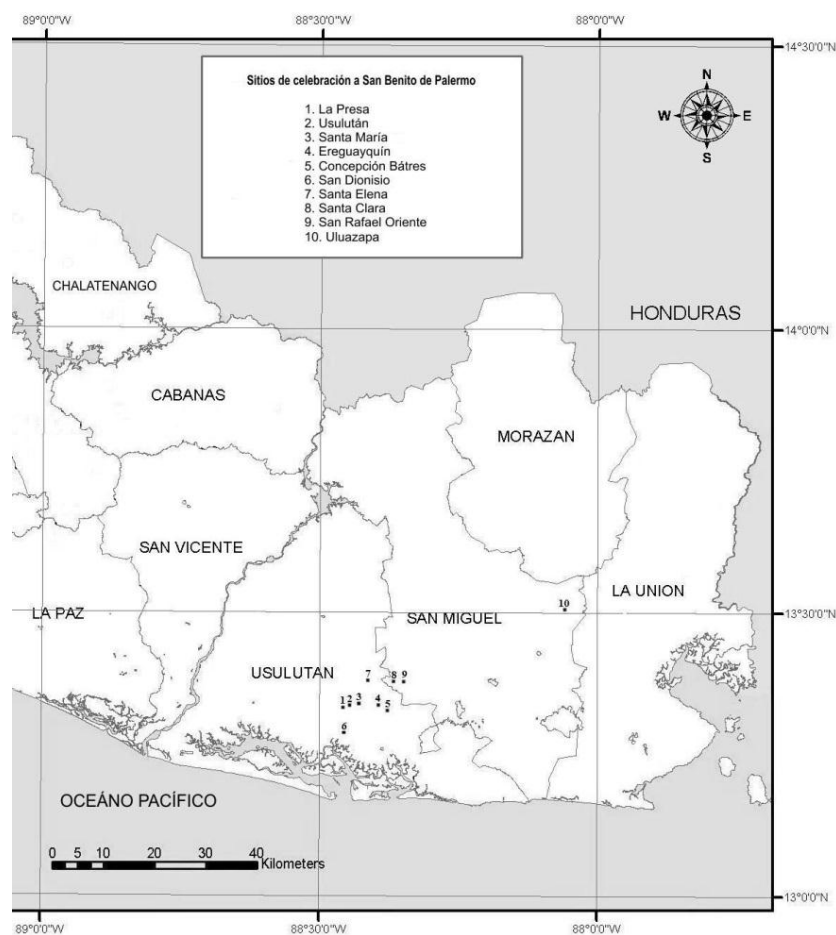 89°0'0"W
88°30'0"W
88°0'0"W
14°30'0"N
Sitios de celebración a San Benito de Palermo
1. La Presa
2. Usulután
3. Santa María
4. Ereguayquín
5. Concepción Bátres
6. San Dionisio
7. Santa Elena
8. Santa Clara
9. San Rafael Oriente
10. Uluazapa
N
W
E
S
CHALATENANGO
HONDURAS
14°0'0"N
CABANAS
MORAZAN
SAN VICENTE
LA UNION
10
LA PAZ
SAN MIGUEL
13°30'0"N
USULUTAN
7
8
9
1
2
3
4
5
6
OCEÁNO PACÍFICO
0 5 10 20 30 40
Kilometers
13°0'0"N
89°0'0"W
88°30'0"W
88°0'0"W